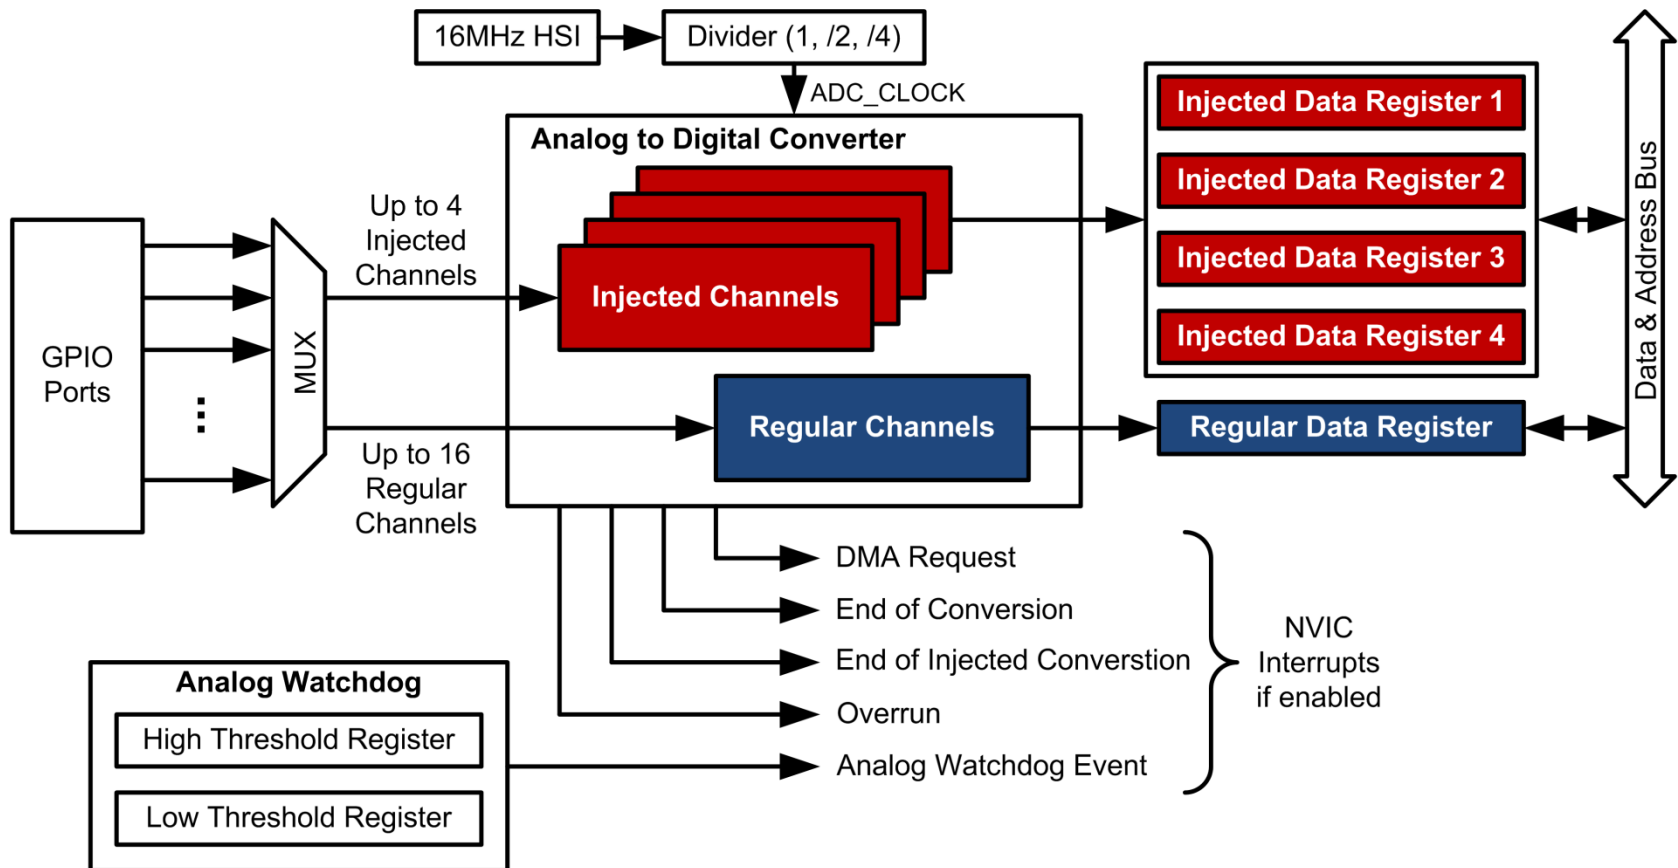 16MHz HSI
Divider (1, /2, /4)
ADC_CLOCK
Analog to Digital Converter
Up to 4
Injected
Channels
Injected Channels
GPIO
Ports
...
MUX
Regular Channels
Up to 16
Regular
Channels
Injected Data Register 1
Injected Data Register 2
Injected Data Register 3
Injected Data Register 4
Regular Data Register
Data & Address Bus
DMA Request
End of Conversion
End of Injected Converstion
Overrun
Analog Watchdog Event
NVIC
Interrupts
if enabled
Analog Watchdog
High Threshold Register
Low Threshold Register